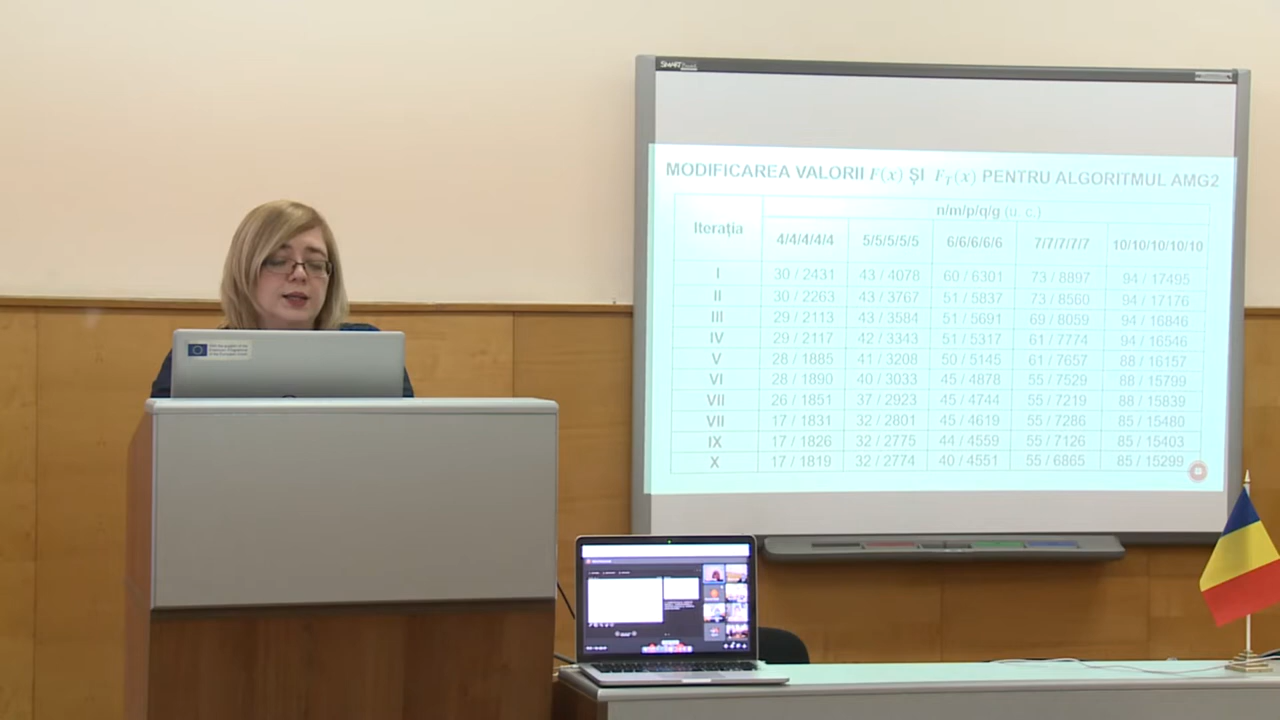 SMART Board
MODIFICAREA VALORII F(x) ȘI F_T(x) PENTRU ALGORITMUL AMG2
Iterația
n/m/p/q/g (u. c.)
4/4/4/4/4 5/5/5/5/5 6/6/6/6/6 7/7/7/7/7 10/10/10/10/10
I 30 / 2431 43 / 4078 60 / 6301 73 / 8897 94 / 17495
II 30 / 2263 43 / 3767 51 / 5837 73 / 8560 94 / 17176
III 29 / 2113 43 / 3584 51 / 5691 69 / 8059 94 / 16846
IV 29 / 2117 42 / 3343 51 / 5317 61 / 7774 94 / 16546
V 28 / 1885 41 / 3208 50 / 5145 61 / 7657 88 / 16157
VI 28 / 1890 40 / 3033 45 / 4878 55 / 7529 88 / 15799
VII 26 / 1851 37 / 2923 45 / 4744 55 / 7219 88 / 15839
VII 17 / 1831 32 / 2801 45 / 4619 55 / 7286 85 / 15480
IX 17 / 1826 32 / 2775 44 / 4559 55 / 7126 85 / 15403
X 17 / 1819 32 / 2774 40 / 4551 55 / 6865 85 / 15299